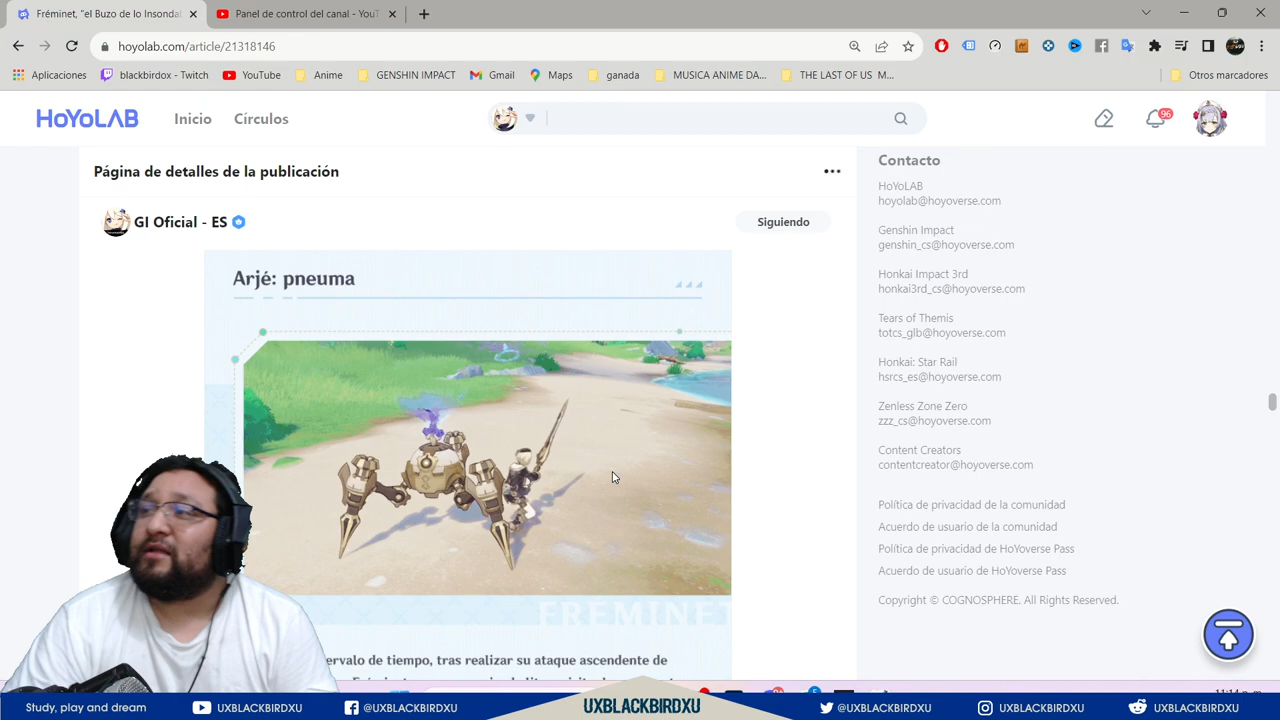 Fréminet, "el Buzo de lo Insondal
Panel de control del canal - YouT
hoyolab.com/article/21318146
Aplicaciones
blackbirdox - Twitch
YouTube
Anime
GENSHIN IMPACT
Gmail
Maps
ganada
MUSICA ANIME DA...
THE LAST OF US M...
Otros marcadores
HoYoLAB
Inicio
Círculos
96
Página de detalles de la publicación
GI Oficial - ES
Siguiendo
Arjé: pneuma
FRÉMINET
ervalo de tiempo, tras realizar su ataque ascendente de
Contacto
HoYoLAB
hoyolab@hoyoverse.com
Genshin Impact
genshin_cs@hoyoverse.com
Honkai Impact 3rd
honkai3rd_cs@hoyoverse.com
Tears of Themis
totcs_glb@hoyoverse.com
Honkai: Star Rail
hsrcs_es@hoyoverse.com
Zenless Zone Zero
zzz_cs@hoyoverse.com
Content Creators
contentcreator@hoyoverse.com
Política de privacidad de la comunidad
Acuerdo de usuario de la comunidad
Política de privacidad de HoYoverse Pass
Acuerdo de usuario de HoYoverse Pass
Copyright © COGNOSPHERE. All Rights Reserved.
Study, play and dream
UXBLACKBIRDXU
@UXBLACKBIRDXU
UXBLACKBIRDXU
@UXBLACKBIRDXU
UXBLACKBIRDXU
UXBLACKBIRDXU